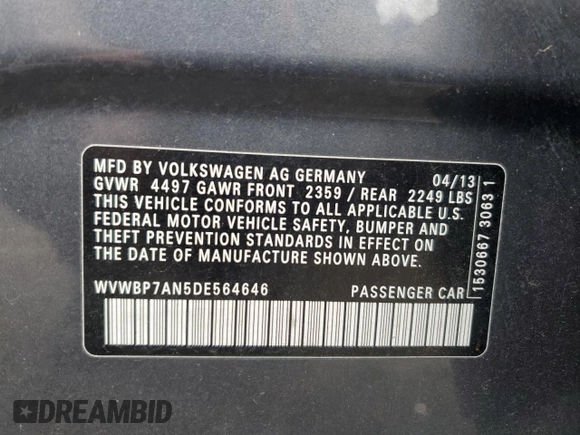 MFD BY VOLKSWAGEN AG GERMANY 04/13
GVWR 4497 GAWR FRONT 2359 / REAR 2249 LBS
THIS VEHICLE CONFORMS TO ALL APPLICABLE U.S.
FEDERAL MOTOR VEHICLE SAFETY, BUMPER AND
THEFT PREVENTION STANDARDS IN EFFECT ON
THE DATE OF MANUFACTURE SHOWN ABOVE.
WVWBP7AN5DE564646 PASSENGER CAR
1530667 3063 1
DREAMBID